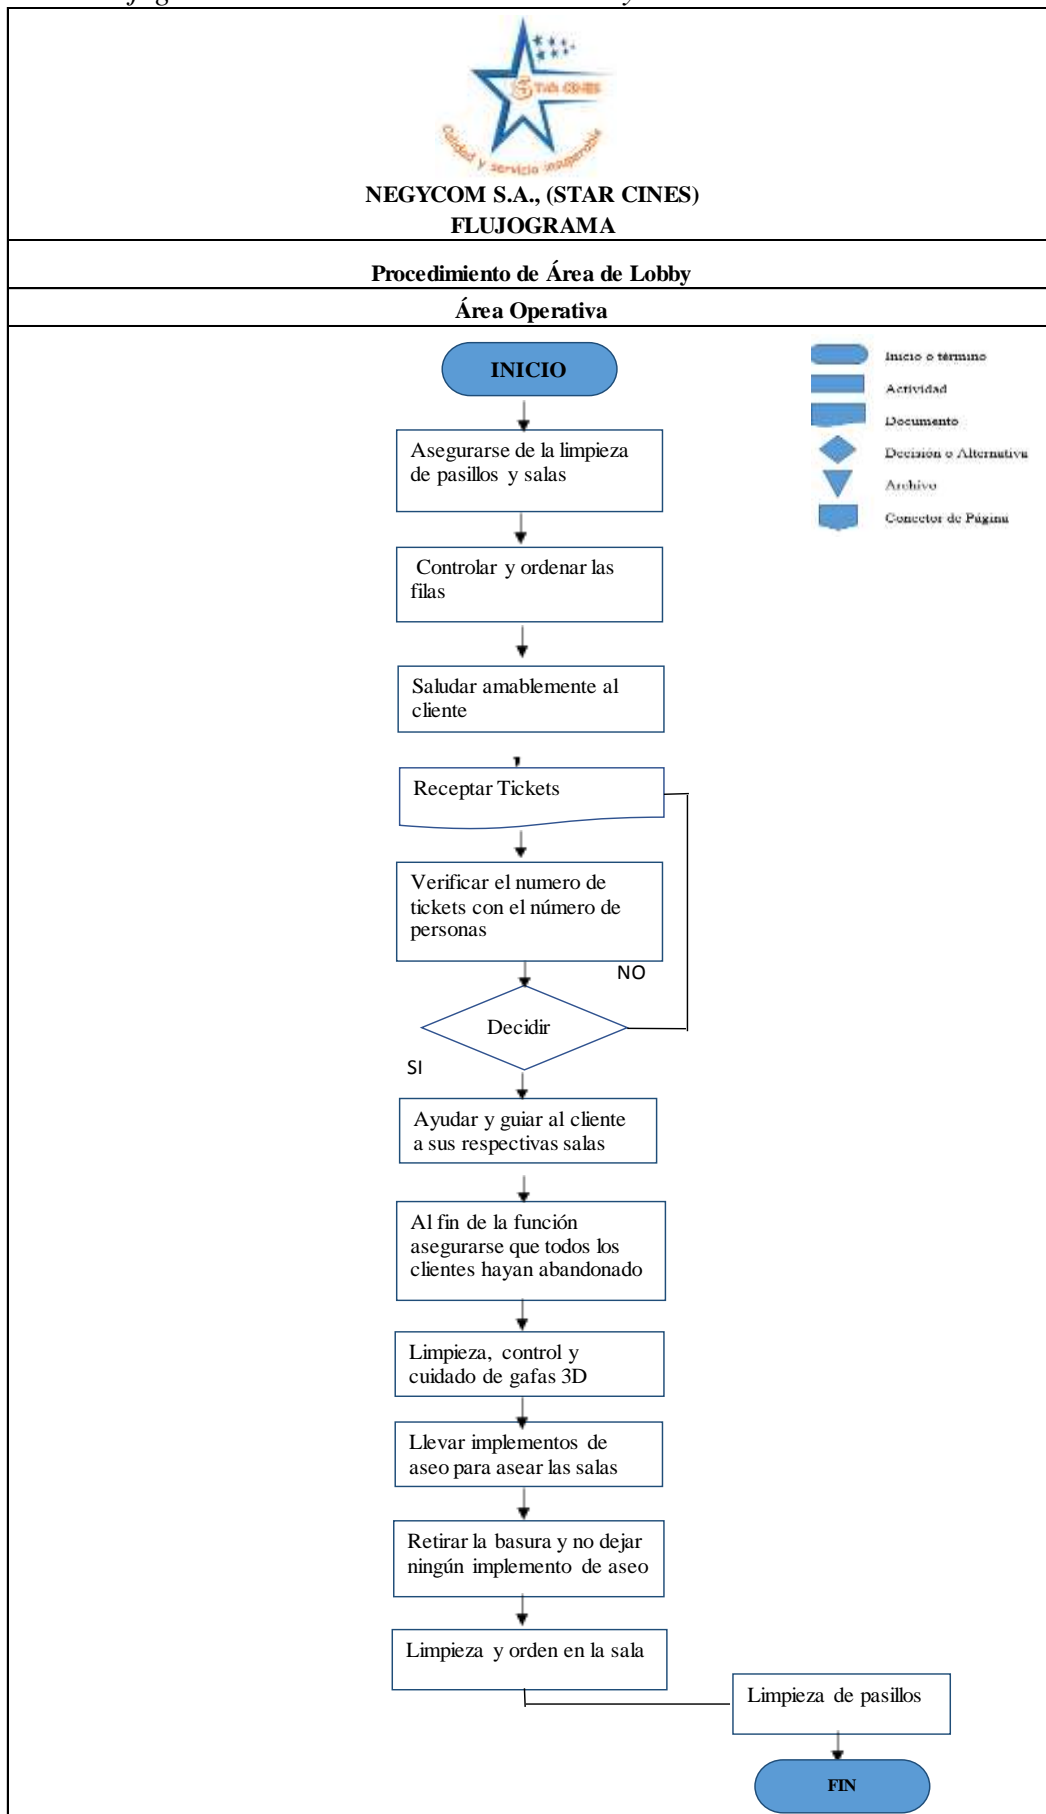 Star CINES
Calidad y servicio insuperable
NEGYCOM S.A., (STAR CINES)
FLUJOGRAMA
Procedimiento de Área de Lobby
Área Operativa
INICIO
Inicio o término
Actividad
Documento
Decisión o Alternativa
Archivo
Conector de Página
Asegurarse de la limpieza
de pasillos y salas
Controlar y ordenar las
filas
Saludar amablemente al
cliente
Receptar Tickets
Verificar el numero de
tickets con el número de
personas
NO
Decidir
SI
Ayudar y guiar al cliente
a sus respectivas salas
Al fin de la función
asegurarse que todos los
clientes hayan abandonado
Limpieza, control y
cuidado de gafas 3D
Llevar implementos de
aseo para asear las salas
Retirar la basura y no dejar
ningún implemento de aseo
Limpieza y orden en la sala
Limpieza de pasillos
FIN